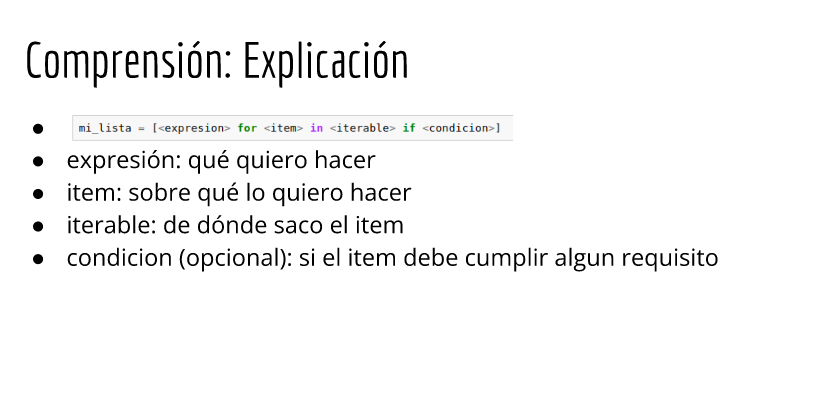 Comprensión: Explicación
● mi_lista = [<expresion> for <item> in <iterable> if <condicion>]
● expresión: qué quiero hacer
● item: sobre qué lo quiero hacer
● iterable: de dónde saco el item
● condicion (opcional): si el item debe cumplir algun requisito